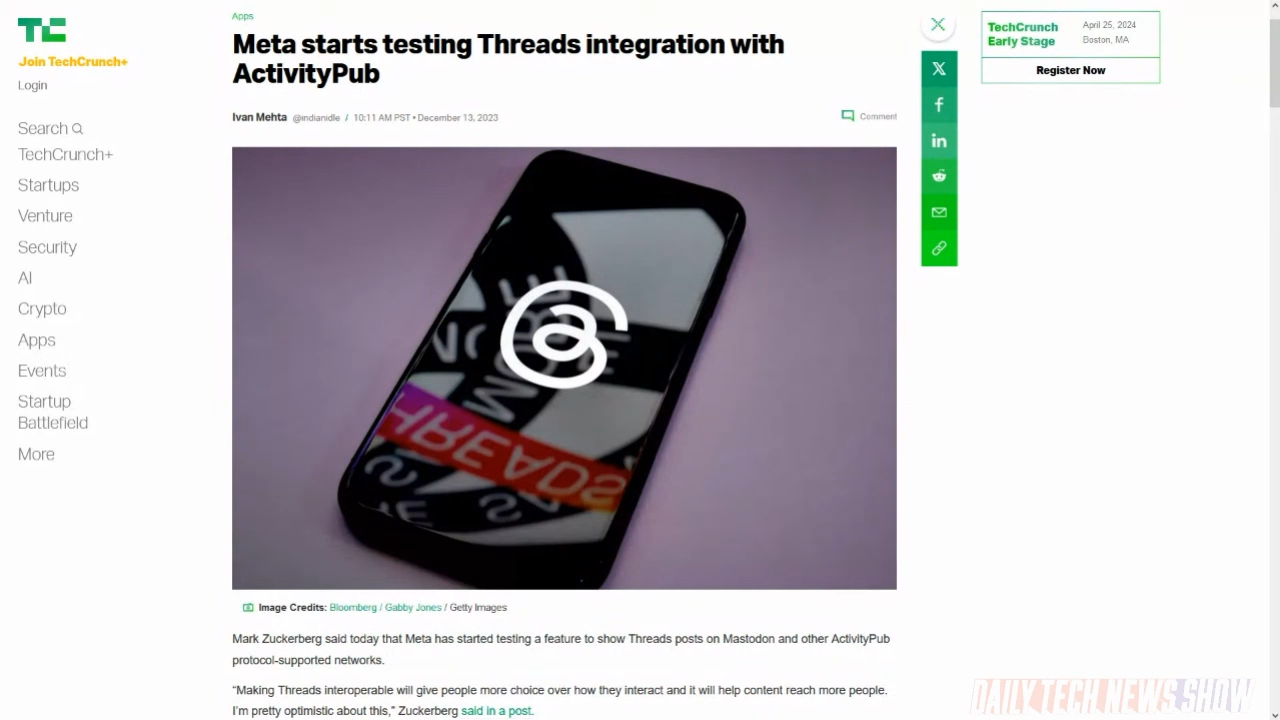 TC
Join TechCrunch+
Login
Search
TechCrunch+
Startups
Venture
Security
AI
Crypto
Apps
Events
Startup
Battlefield
More
Apps
Meta starts testing Threads integration with
ActivityPub
Ivan Mehta @indianidle / 10:11 AM PST • December 13, 2023
Comment
MORE
THREADS
Image Credits: Bloomberg / Gabby Jones / Getty Images
Mark Zuckerberg said today that Meta has started testing a feature to show Threads posts on Mastodon and other ActivityPub
protocol-supported networks.
“Making Threads interoperable will give people more choice over how they interact and it will help content reach more people.
I’m pretty optimistic about this,” Zuckerberg said in a post.
X
f
in
TechCrunch
Early Stage
April 25, 2024
Boston, MA
Register Now
DAILY TECH NEWS SHOW